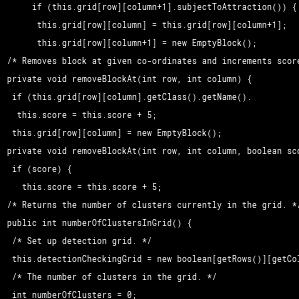 if (this.grid[row][column+1].subjectToAttraction()) {
this.grid[row][column] = this.grid[row][column+1];
this.grid[row][column+1] = new EmptyBlock();
/* Removes block at given co-ordinates and increments score
private void removeBlockAt(int row, int column) {
if (this.grid[row][column].getClass().getName().
this.score = this.score + 5;
this.grid[row][column] = new EmptyBlock();
private void removeBlockAt(int row, int column, boolean sco
if (score) {
this.score = this.score + 5;
/* Returns the number of clusters currently in the grid. */
public int numberOfClustersInGrid() {
/* Set up detection grid. */
this.detectionCheckingGrid = new boolean[getRows()][getCol
/* The number of clusters in the grid. */
int numberOfClusters = 0;